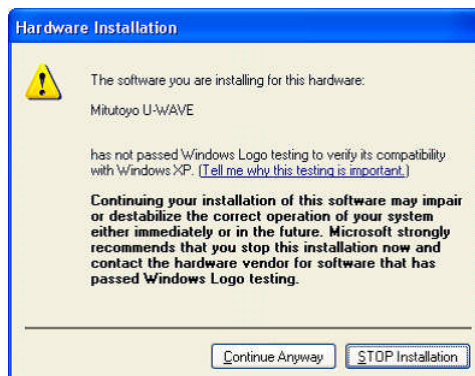 Hardware Installation
The software you are installing for this hardware:
Mitutoyo U-WAVE
has not passed Windows Logo testing to verify its compatibility
with Windows XP. (Tell me why this testing is important.)
Continuing your installation of this software may impair
or destabilize the correct operation of your system
either immediately or in the future. Microsoft strongly
recommends that you stop this installation now and
contact the hardware vendor for software that has
passed Windows Logo testing.
Continue Anyway STOP Installation